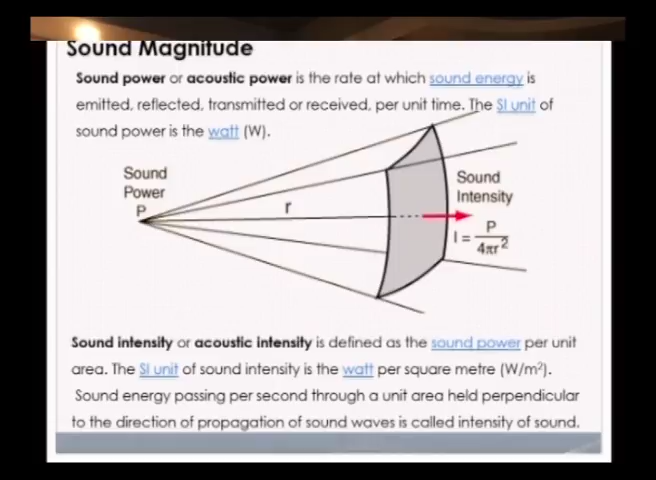 Sound Magnitude
Sound power or acoustic power is the rate at which sound energy is
emitted, reflected, transmitted or received, per unit time. The SI unit of
sound power is the watt (W).
Sound
Power
P
r
Sound
Intensity
I = P / 4πr²
Sound intensity or acoustic intensity is defined as the sound power per unit
area. The SI unit of sound intensity is the watt per square metre (W/m²).
Sound energy passing per second through a unit area held perpendicular
to the direction of propagation of sound waves is called intensity of sound.